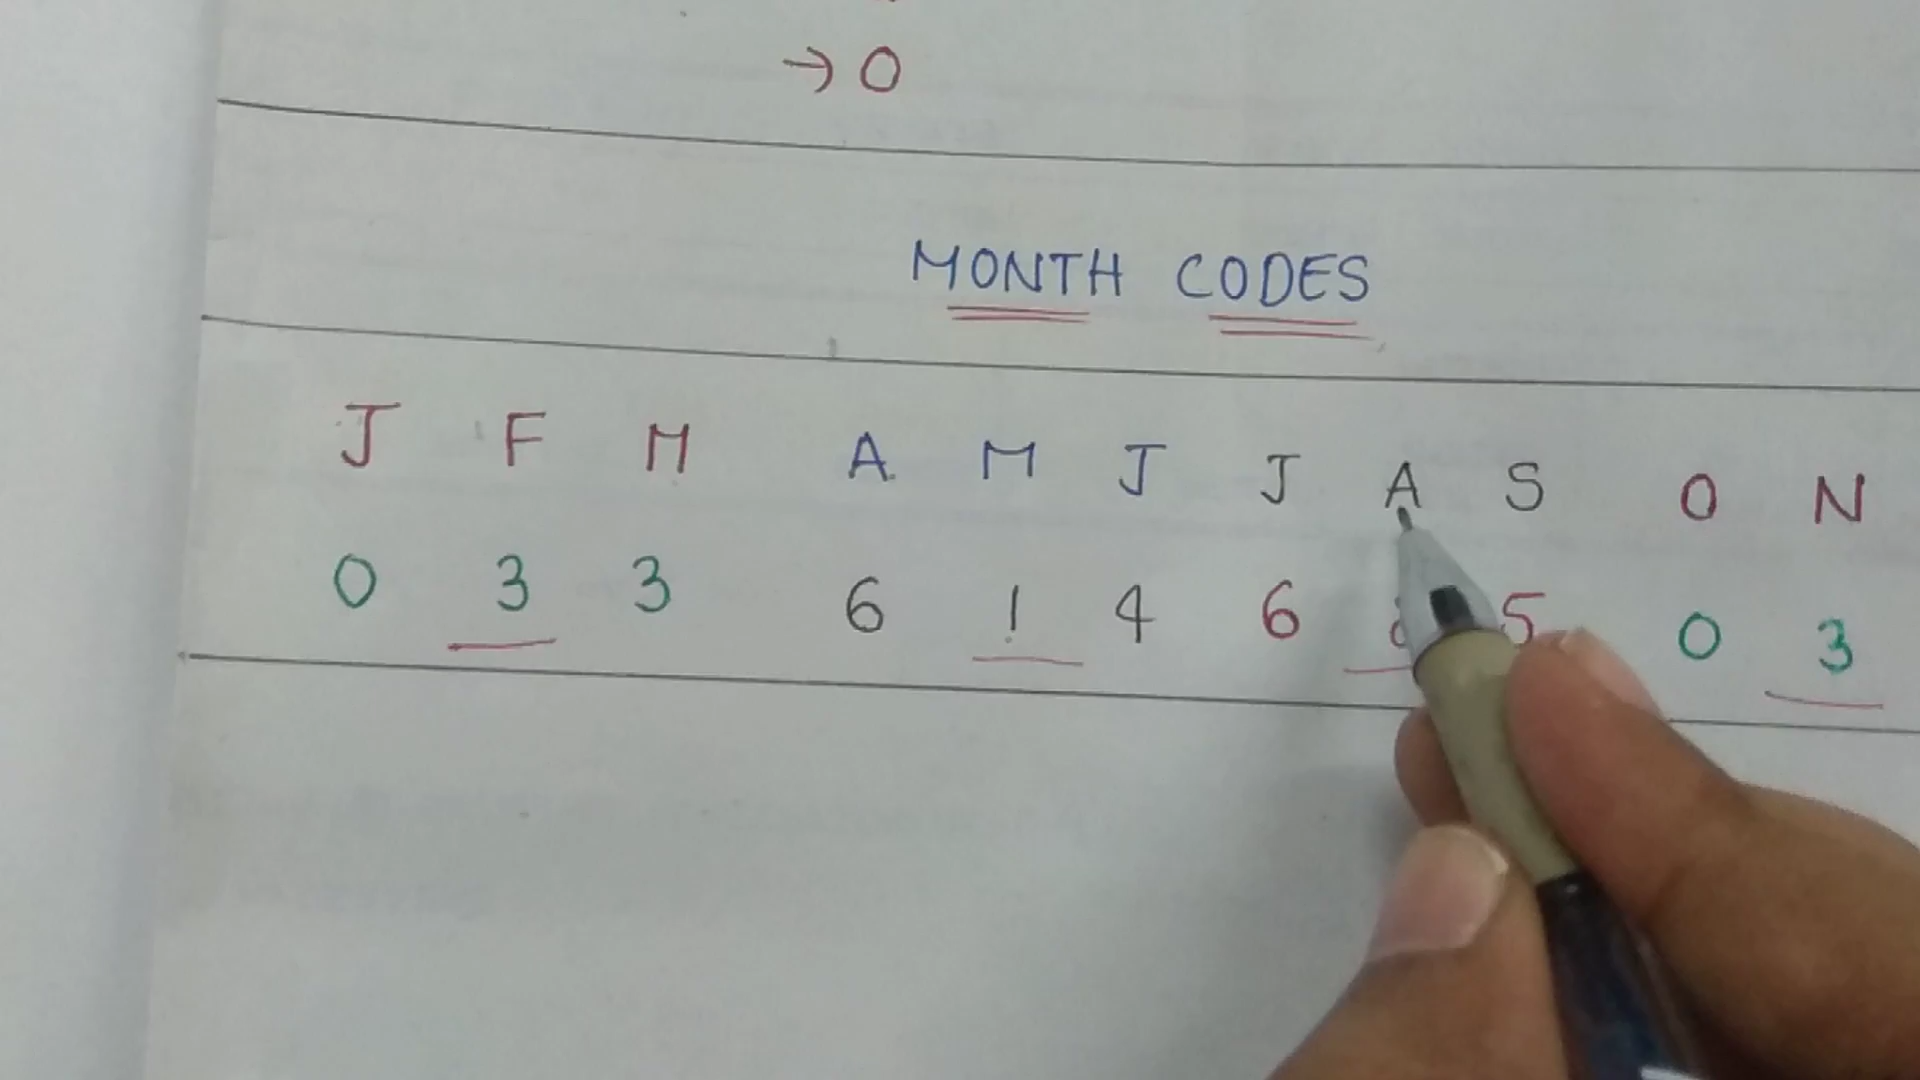 → 0
MONTH CODES
J F M A M J J A S O N
0 3 3 6 1 4 6 5 0 3